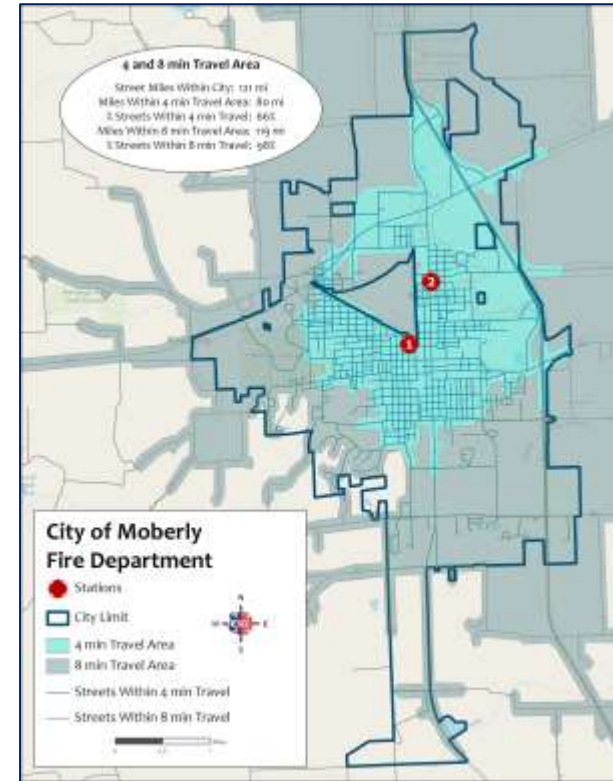 4 and 8 min Travel Area
Street Miles Within City: 121 mi
Miles Within 4 min Travel Area: 80 mi
% Streets Within 4 min Travel: 66%
Miles Within 8 min Travel Area: 119 mi
% Streets Within 8 min Travel: 98%
2
1
City of Moberly
Fire Department
Stations
City Limit
4 min Travel Area
8 min Travel Area
Streets Within 4 min Travel
Streets Within 8 min Travel
N
E
S